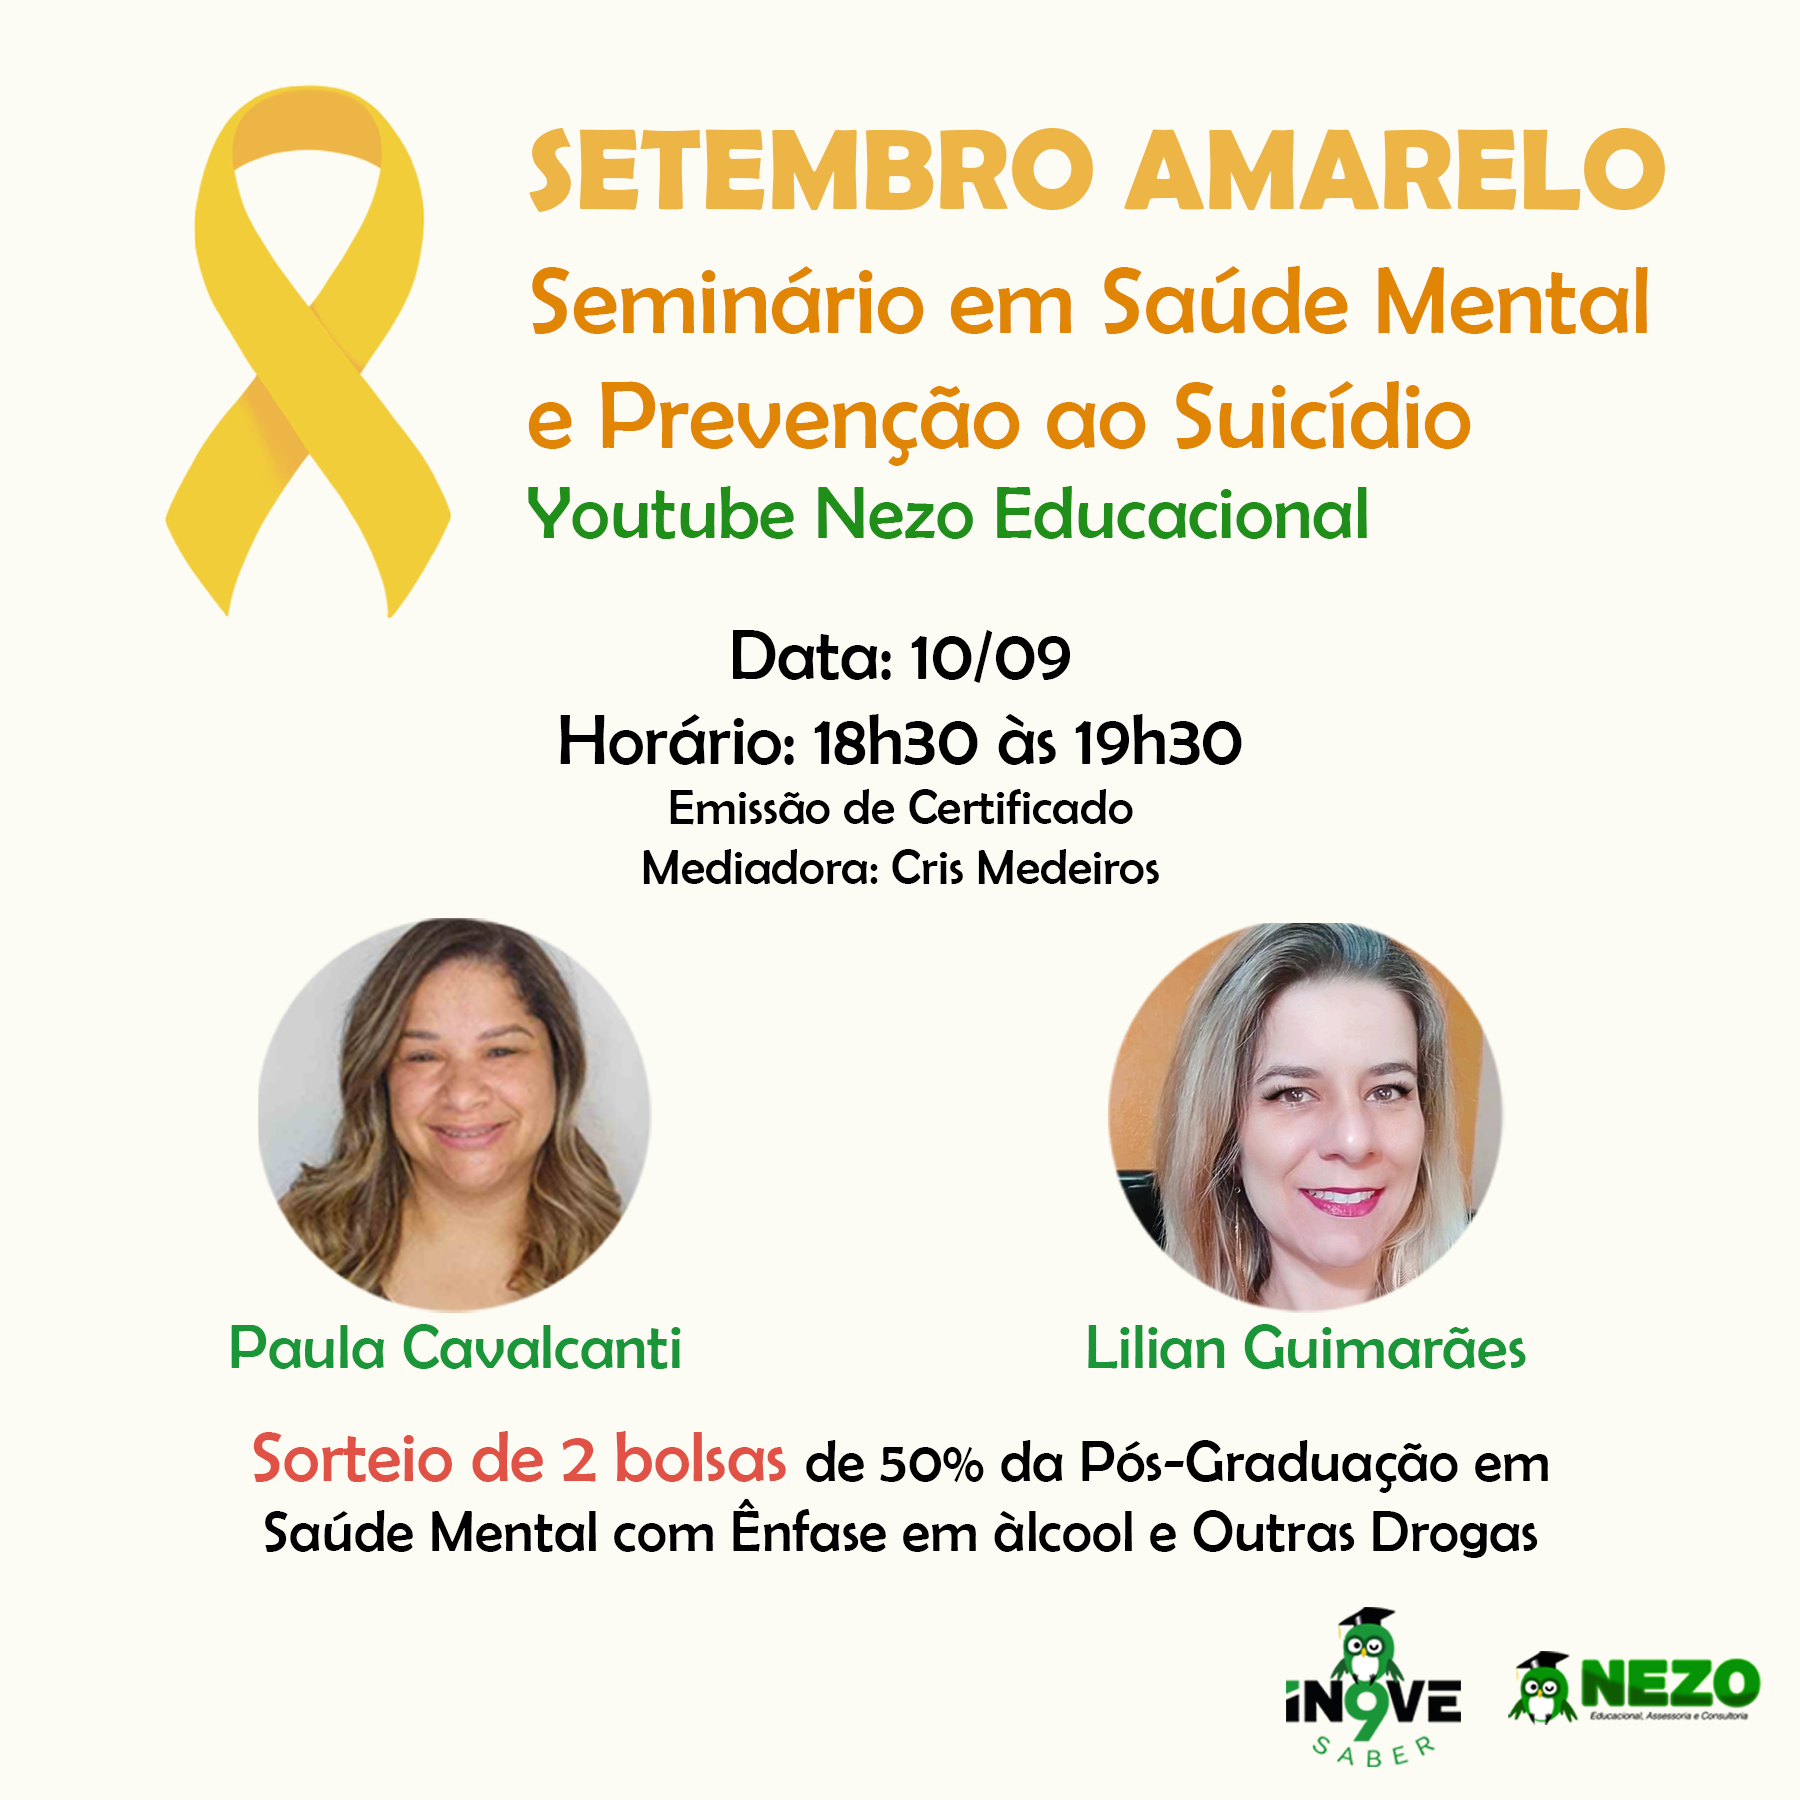 SETEMBRO AMARELO
Seminário em Saúde Mental
e Prevenção ao Suicídio
Youtube Nezo Educacional
Data: 10/09
Horário: 18h30 às 19h30
Emissão de Certificado
Mediadora: Cris Medeiros
Paula Cavalcanti
Lilian Guimarães
Sorteio de 2 bolsas de 50% da Pós-Graduação em
Saúde Mental com Ênfase em àlcool e Outras Drogas
iN9VE
SABER
NEZO
Educacional, Assessoria e Consultoria